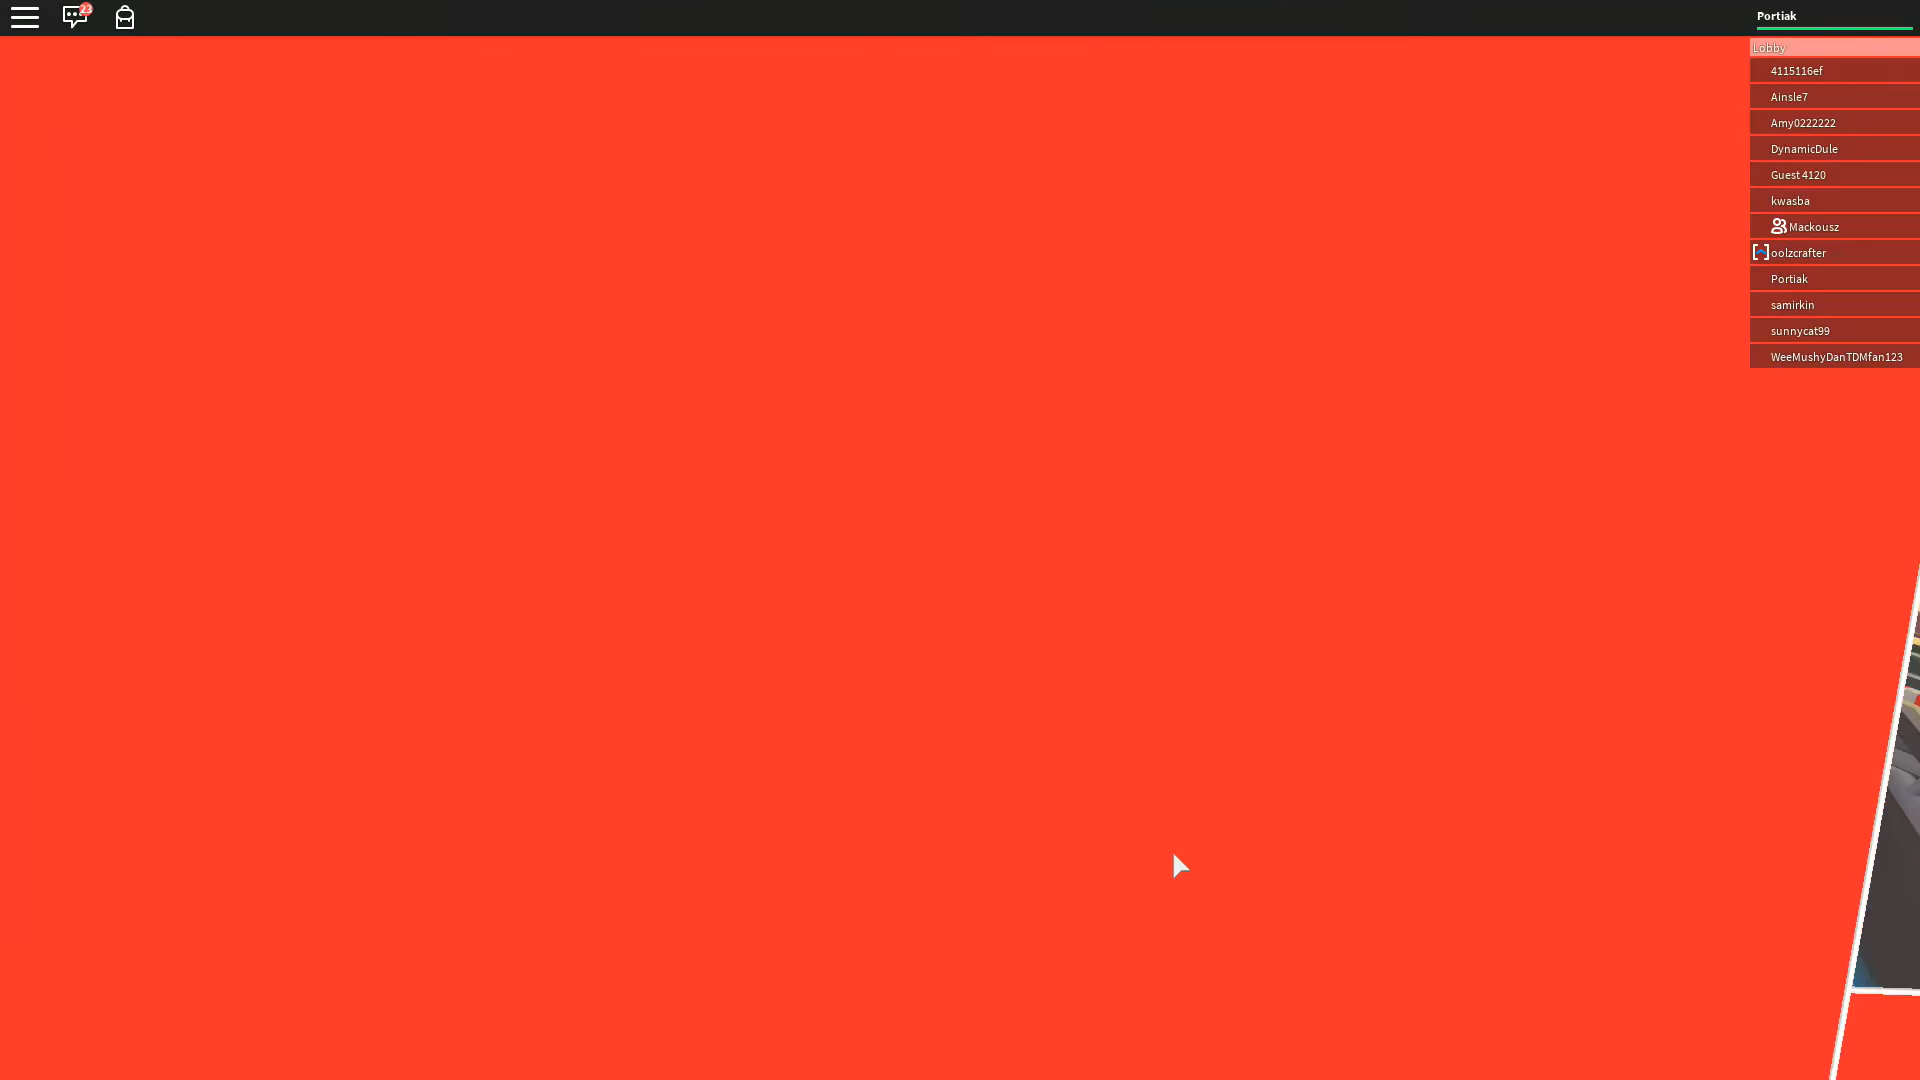 23
Portiak
Lobby
4115116ef
Ainsle7
Amy0222222
DynamicDule
Guest 4120
kwasba
Mackousz
oolzcrafter
Portiak
samirkin
sunnycat99
WeeMushyDanTDMfan123